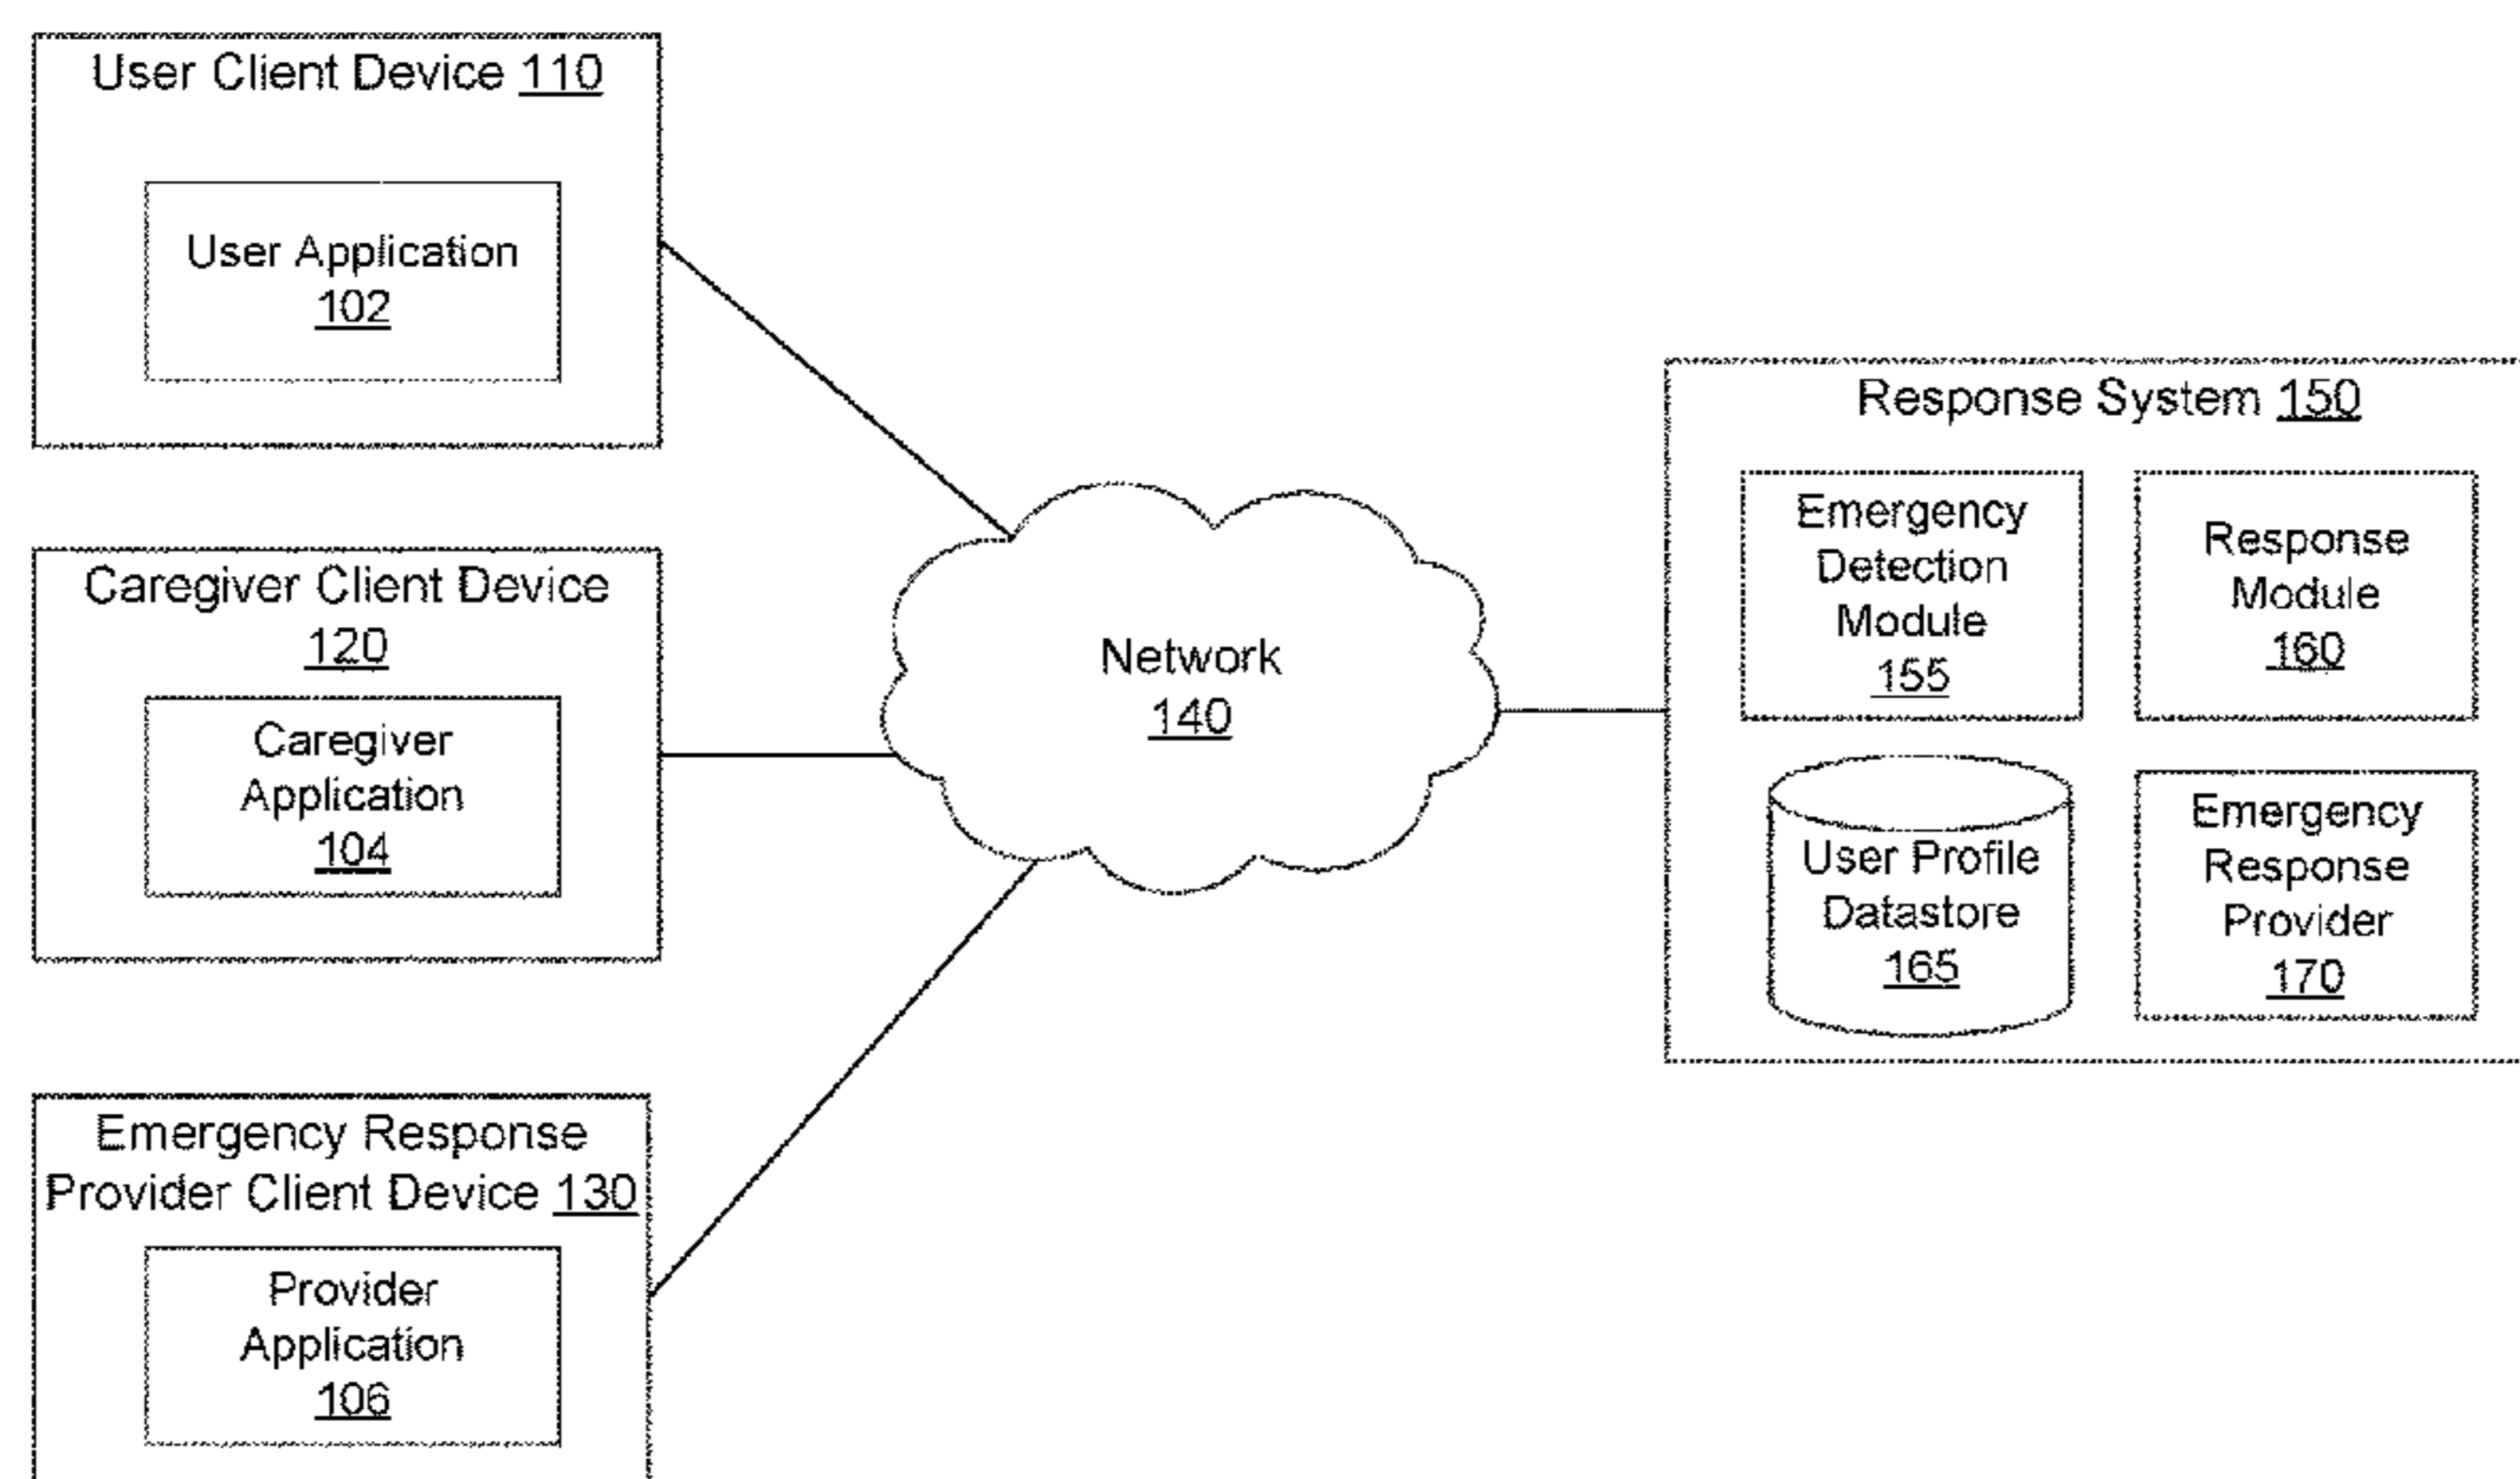 User Client Device 110
User Application
102
Caregiver Client Device
120
Caregiver
Application
104
Emergency Response
Provider Client Device 130
Provider
Application
106
Network
140
Response System 150
Emergency
Detection
Module
155
Response
Module
160
User Profile
Datastore
165
Emergency
Response
Provider
170